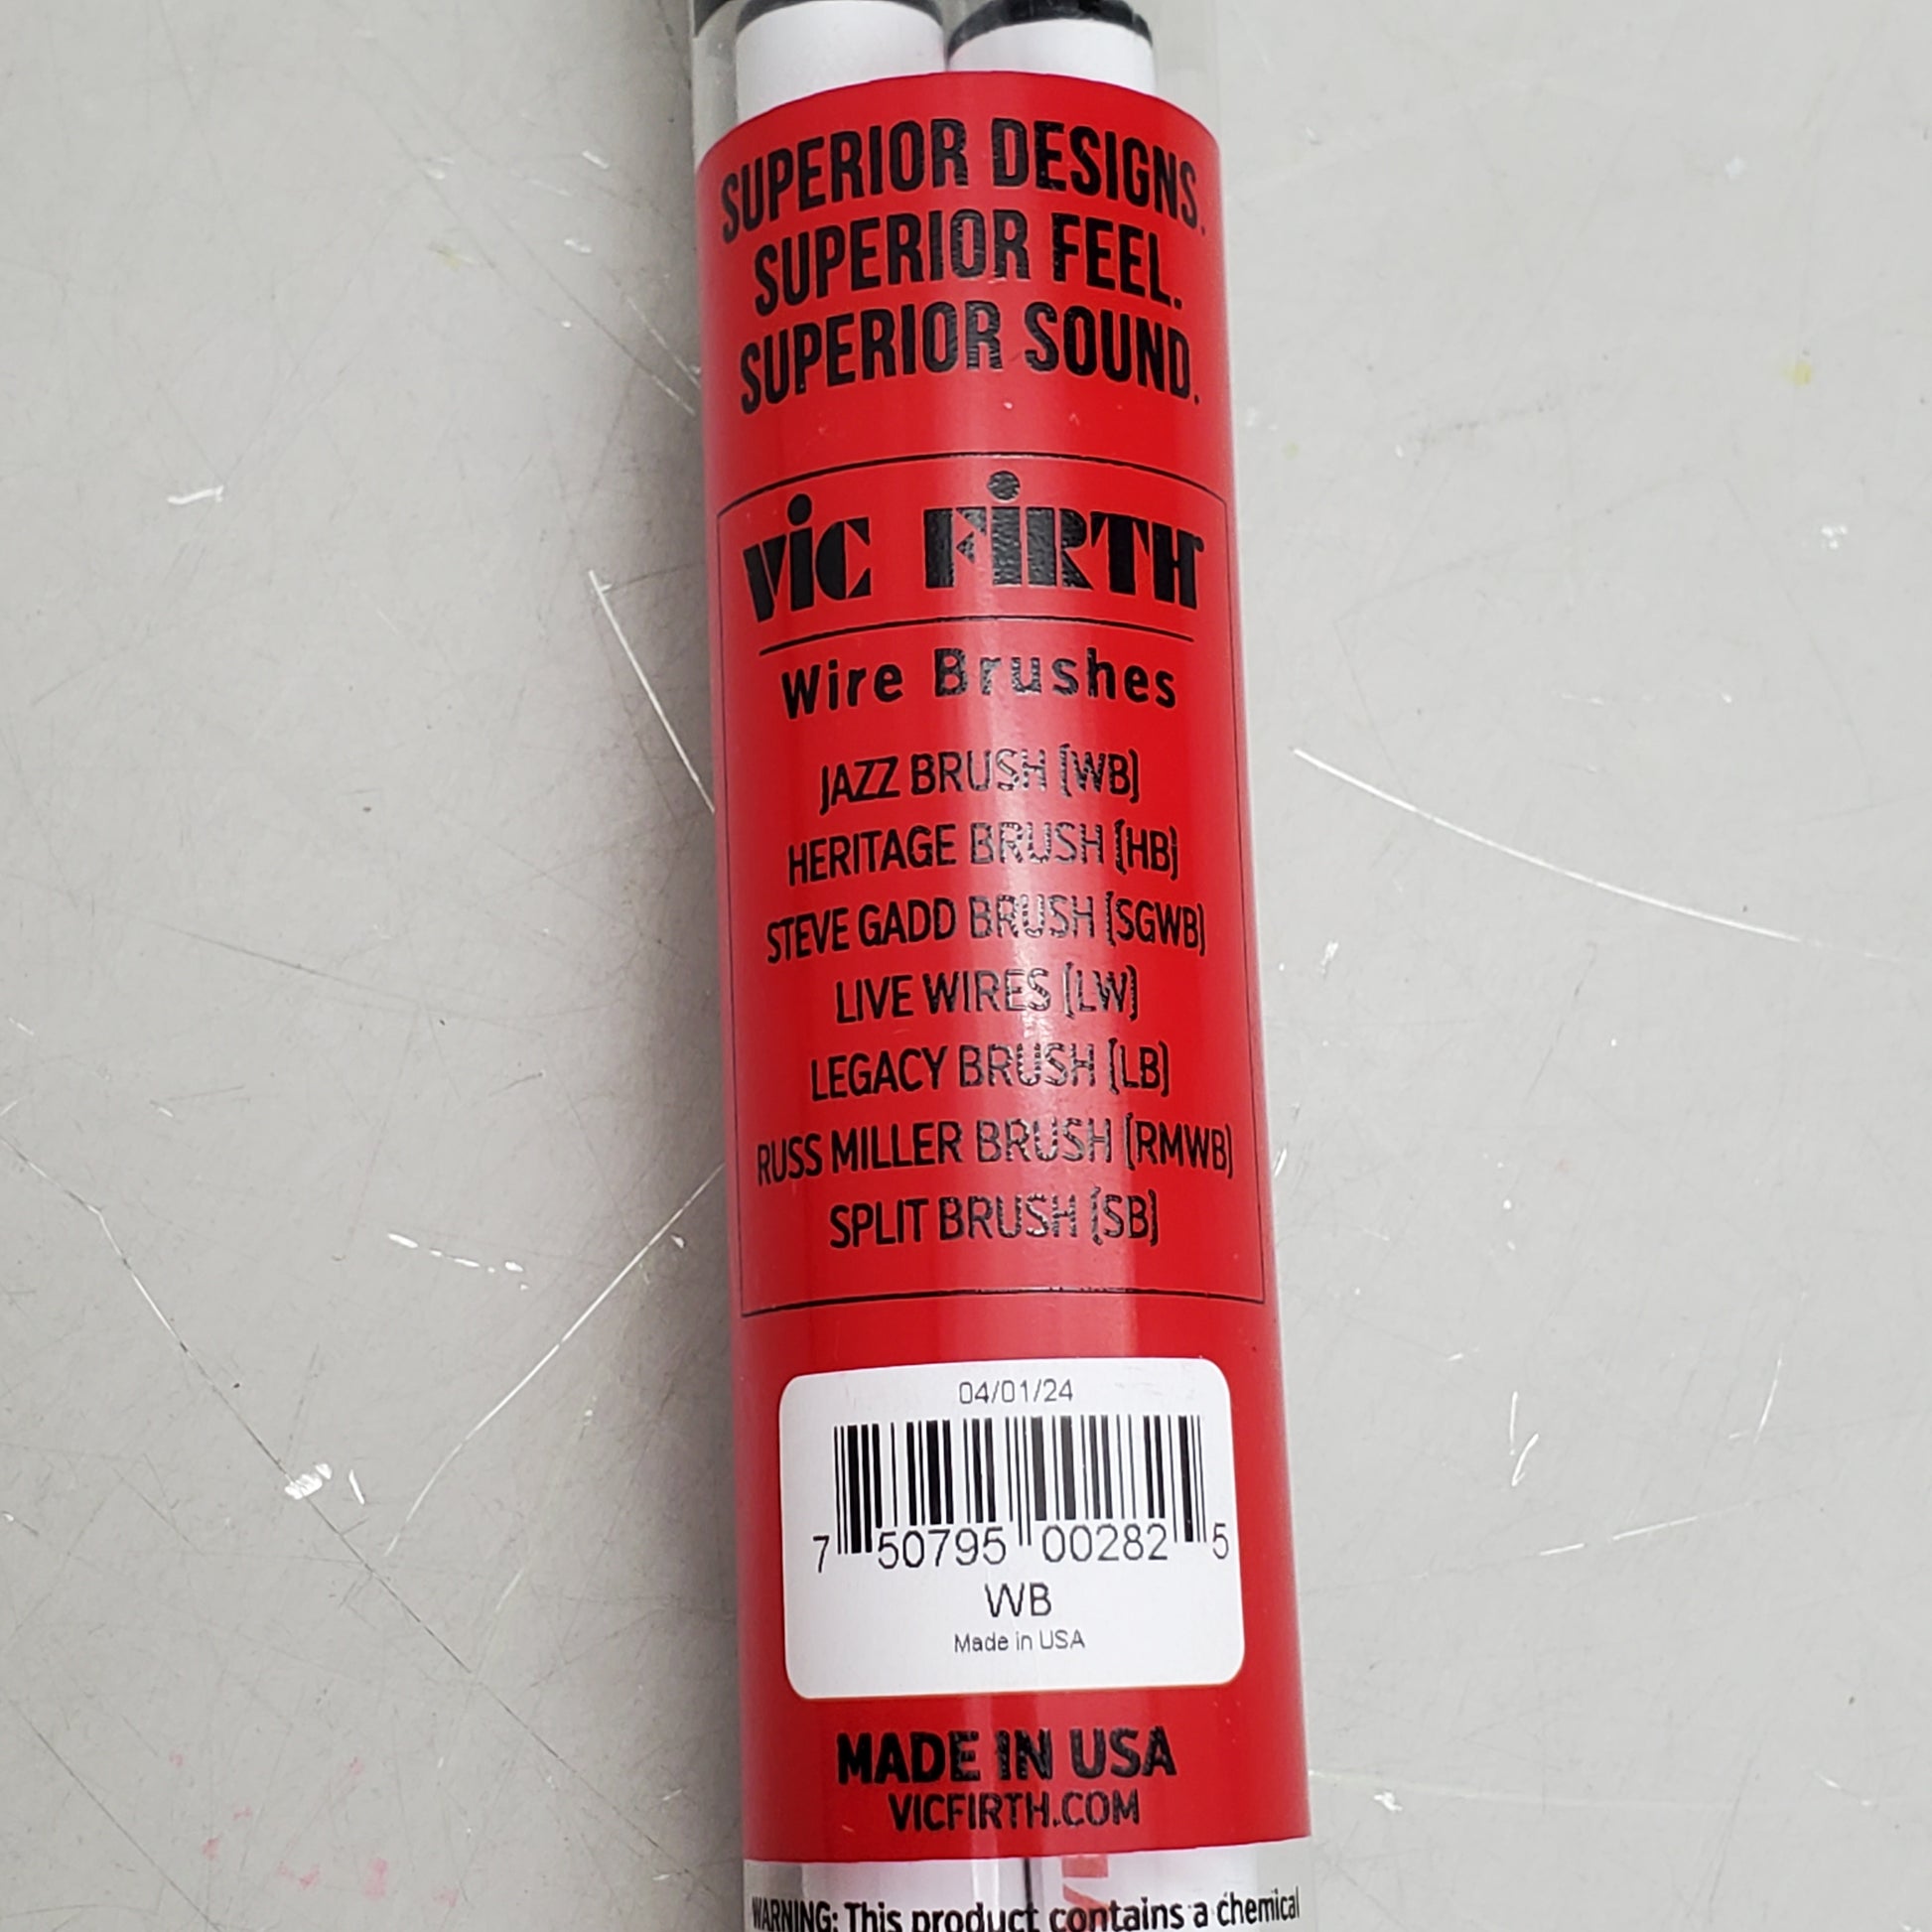 SUPERIOR DESIGNS.
SUPERIOR FEEL.
SUPERIOR SOUND.
ViC FiRTH
Wire Brushes
JAZZ BRUSH (WB)
HERITAGE BRUSH (HB)
STEVE GADD BRUSH (SGWB)
LIVE WIRES (LW)
LEGACY BRUSH (LB)
RUSS MILLER BRUSH (RMWB)
SPLIT BRUSH (SB)
04/01/24
7 50795 00282 5
WB
Made in USA
MADE IN USA
VICFIRTH.COM
WARNING: This product contains a chemical